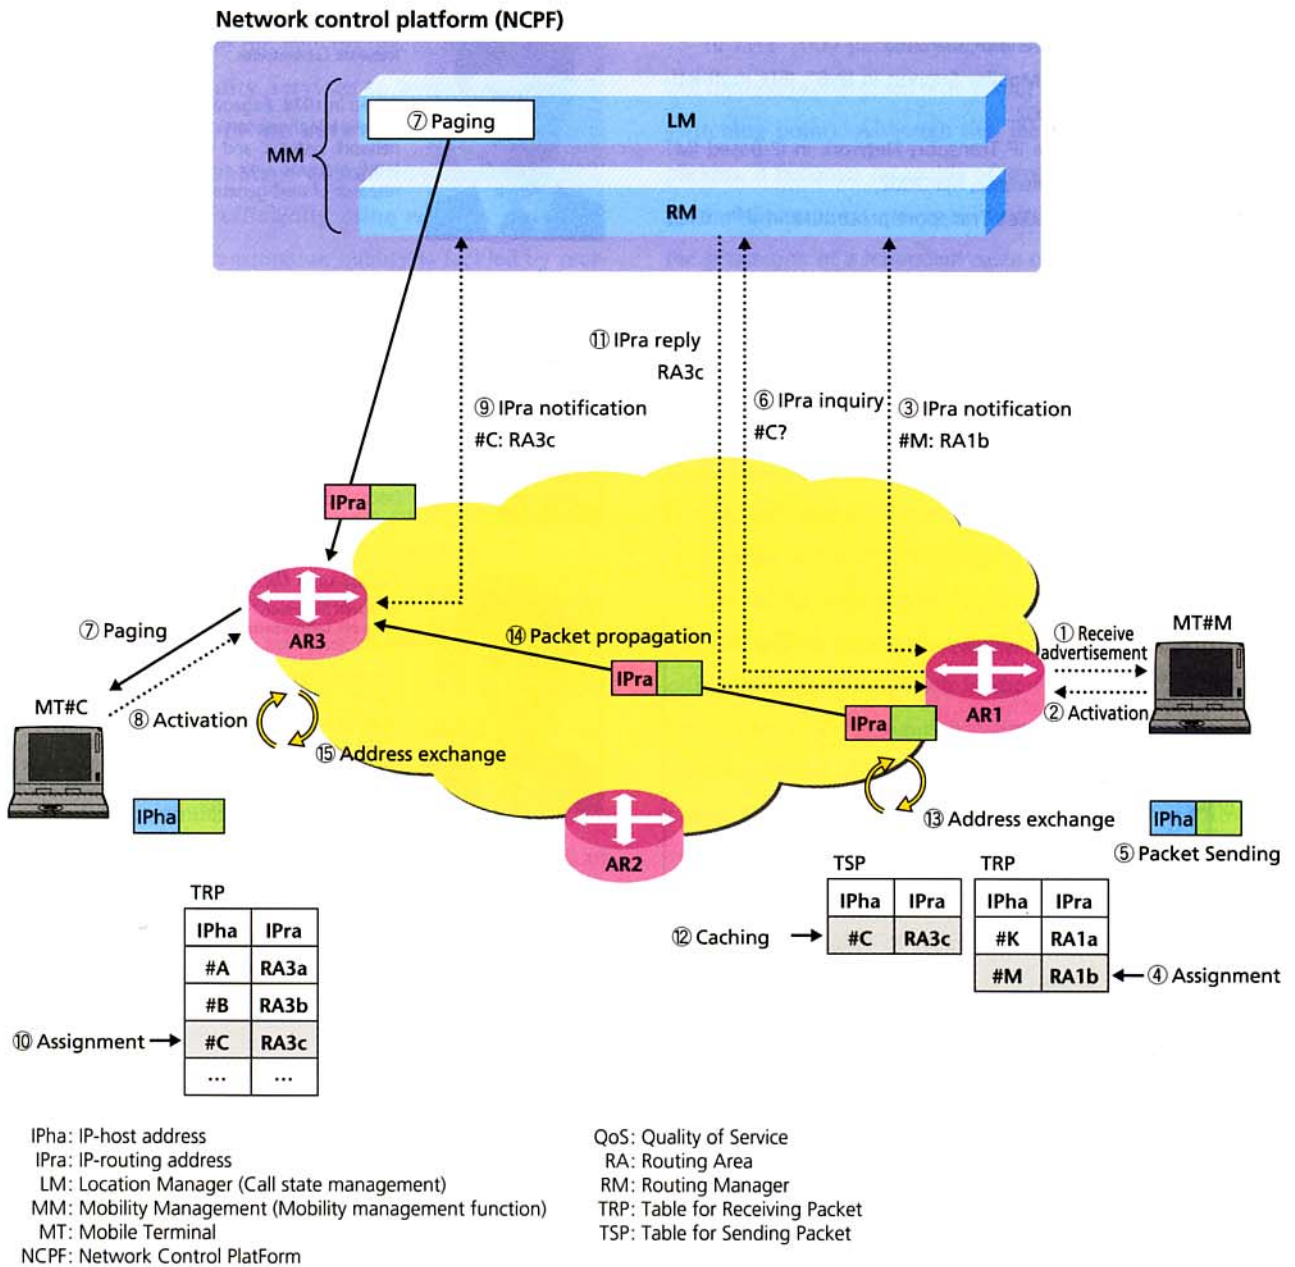 Network control platform (NCPF)
⑦ Paging
LM
MM
RM
⑪ IPra reply
RA3c
⑨ IPra notification
#C: RA3c
⑥ IPra inquiry
#C?
③ IPra notification
#M: RA1b
IPra
AR3
⑦ Paging
⑭ Packet propagation
IPra
① Receive
advertisement
MT#M
MT#C
⑧ Activation
IPra
AR1
② Activation
⑮ Address exchange
IPha
AR2
⑬ Address exchange
IPha
⑤ Packet Sending
TSP
IPha IPra
#C RA3c
⑫ Caching
TRP
IPha IPra
#K RA1a
#M RA1b
④ Assignment
TRP
IPha IPra
#A RA3a
#B RA3b
#C RA3c
... ...
⑩ Assignment
IPha: IP-host address
IPra: IP-routing address
LM: Location Manager (Call state management)
MM: Mobility Management (Mobility management function)
MT: Mobile Terminal
NCPF: Network Control PlatForm
QoS: Quality of Service
RA: Routing Area
RM: Routing Manager
TRP: Table for Receiving Packet
TSP: Table for Sending Packet